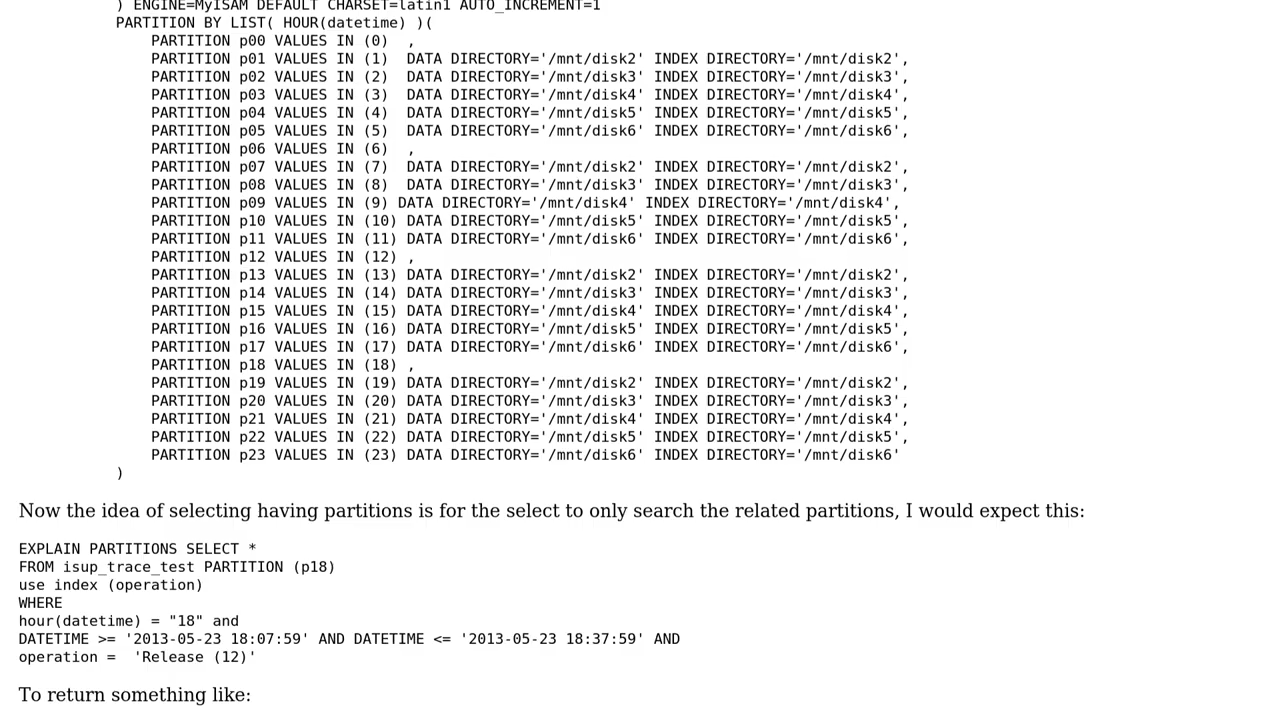 ) ENGINE=MyISAM DEFAULT CHARSET=latin1 AUTO_INCREMENT=1
PARTITION BY LIST( HOUR(datetime) )(
PARTITION p00 VALUES IN (0)  ,
PARTITION p01 VALUES IN (1)  DATA DIRECTORY='/mnt/disk2' INDEX DIRECTORY='/mnt/disk2',
PARTITION p02 VALUES IN (2)  DATA DIRECTORY='/mnt/disk3' INDEX DIRECTORY='/mnt/disk3',
PARTITION p03 VALUES IN (3)  DATA DIRECTORY='/mnt/disk4' INDEX DIRECTORY='/mnt/disk4',
PARTITION p04 VALUES IN (4)  DATA DIRECTORY='/mnt/disk5' INDEX DIRECTORY='/mnt/disk5',
PARTITION p05 VALUES IN (5)  DATA DIRECTORY='/mnt/disk6' INDEX DIRECTORY='/mnt/disk6',
PARTITION p06 VALUES IN (6)  ,
PARTITION p07 VALUES IN (7)  DATA DIRECTORY='/mnt/disk2' INDEX DIRECTORY='/mnt/disk2',
PARTITION p08 VALUES IN (8)  DATA DIRECTORY='/mnt/disk3' INDEX DIRECTORY='/mnt/disk3',
PARTITION p09 VALUES IN (9) DATA DIRECTORY='/mnt/disk4' INDEX DIRECTORY='/mnt/disk4',
PARTITION p10 VALUES IN (10) DATA DIRECTORY='/mnt/disk5' INDEX DIRECTORY='/mnt/disk5',
PARTITION p11 VALUES IN (11) DATA DIRECTORY='/mnt/disk6' INDEX DIRECTORY='/mnt/disk6',
PARTITION p12 VALUES IN (12) ,
PARTITION p13 VALUES IN (13) DATA DIRECTORY='/mnt/disk2' INDEX DIRECTORY='/mnt/disk2',
PARTITION p14 VALUES IN (14) DATA DIRECTORY='/mnt/disk3' INDEX DIRECTORY='/mnt/disk3',
PARTITION p15 VALUES IN (15) DATA DIRECTORY='/mnt/disk4' INDEX DIRECTORY='/mnt/disk4',
PARTITION p16 VALUES IN (16) DATA DIRECTORY='/mnt/disk5' INDEX DIRECTORY='/mnt/disk5',
PARTITION p17 VALUES IN (17) DATA DIRECTORY='/mnt/disk6' INDEX DIRECTORY='/mnt/disk6',
PARTITION p18 VALUES IN (18) ,
PARTITION p19 VALUES IN (19) DATA DIRECTORY='/mnt/disk2' INDEX DIRECTORY='/mnt/disk2',
PARTITION p20 VALUES IN (20) DATA DIRECTORY='/mnt/disk3' INDEX DIRECTORY='/mnt/disk3',
PARTITION p21 VALUES IN (21) DATA DIRECTORY='/mnt/disk4' INDEX DIRECTORY='/mnt/disk4',
PARTITION p22 VALUES IN (22) DATA DIRECTORY='/mnt/disk5' INDEX DIRECTORY='/mnt/disk5',
PARTITION p23 VALUES IN (23) DATA DIRECTORY='/mnt/disk6' INDEX DIRECTORY='/mnt/disk6'
)
Now the idea of selecting having partitions is for the select to only search the related partitions, I would expect this:
EXPLAIN PARTITIONS SELECT *
FROM isup_trace_test PARTITION (p18)
use index (operation)
WHERE
hour(datetime) = "18" and
DATETIME >= '2013-05-23 18:07:59' AND DATETIME <= '2013-05-23 18:37:59' AND
operation =  'Release (12)'
To return something like: